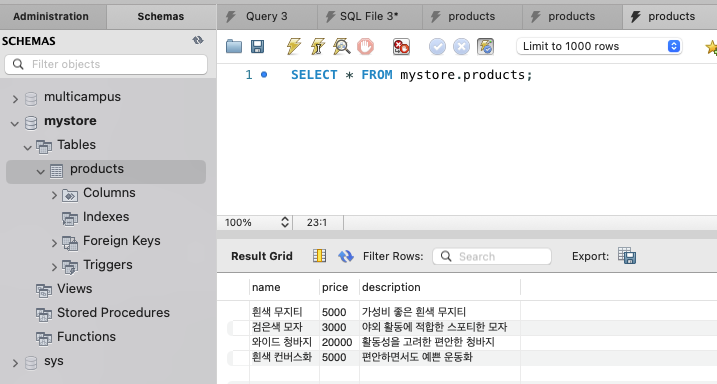 Administration Schemas Query 3 SQL File 3* products products products
SCHEMAS
Filter objects
Limit to 1000 rows
1 SELECT * FROM mystore.products;
multicampus
mystore
Tables
products
Columns
Indexes
Foreign Keys
Triggers
Views
Stored Procedures
Functions
sys
100% 23:1
Result Grid Filter Rows: Search Export:
name price description
흰색 무지티 5000 가성비 좋은 흰색 무지티
검은색 모자 3000 야외 활동에 적합한 스포티한 모자
와이드 청바지 20000 활동성을 고려한 편안한 청바지
흰색 컨버스화 5000 편안하면서도 예쁜 운동화